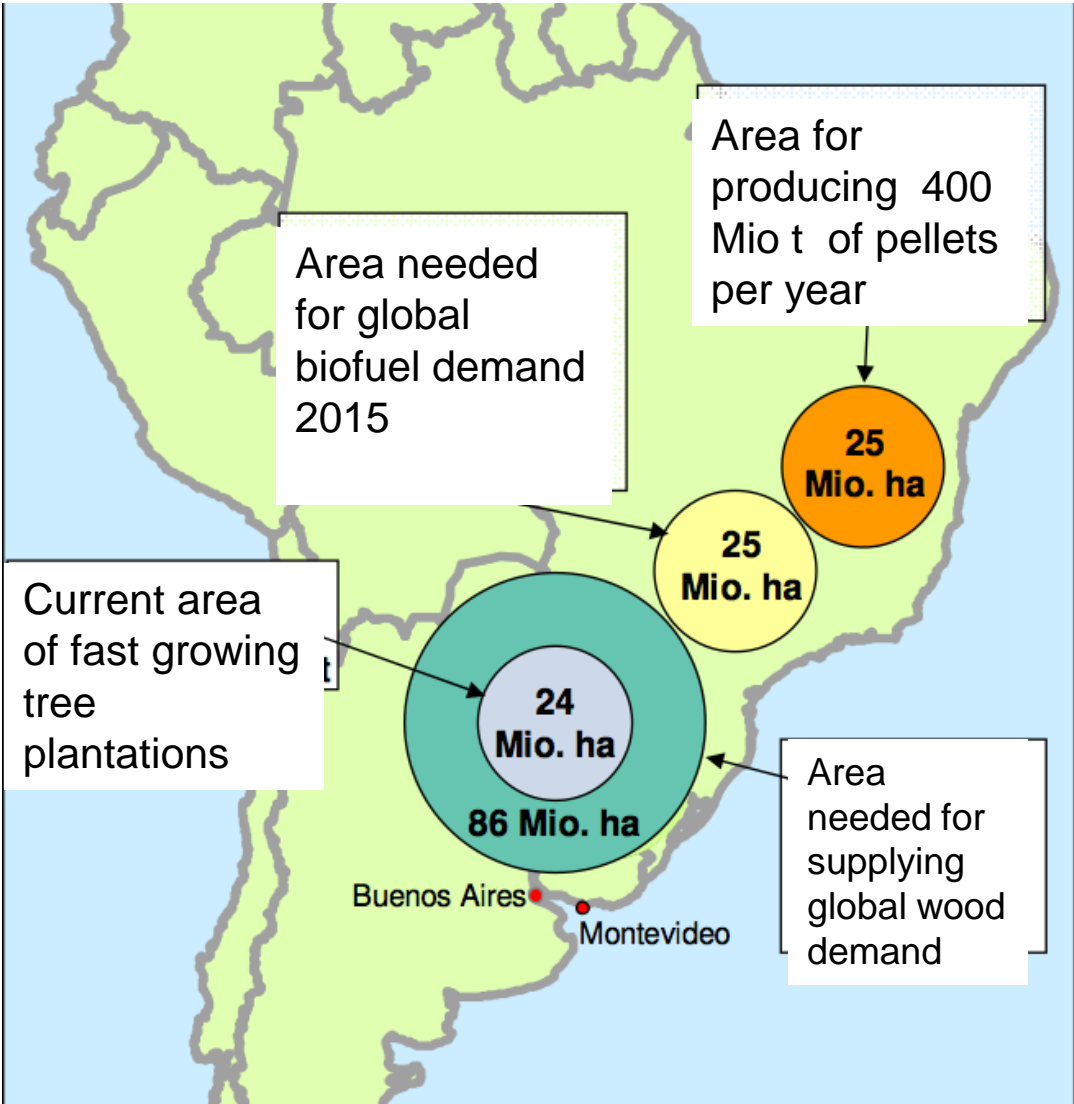 Area for
producing 400
Mio t of pellets
per year
Area needed
for global
biofuel demand
2015
25
Mio. ha
25
Mio. ha
Current area
of fast growing
tree
plantations
t
24
Mio. ha
86 Mio. ha
Area
needed for
supplying
global wood
demand
Buenos Aires
Montevideo